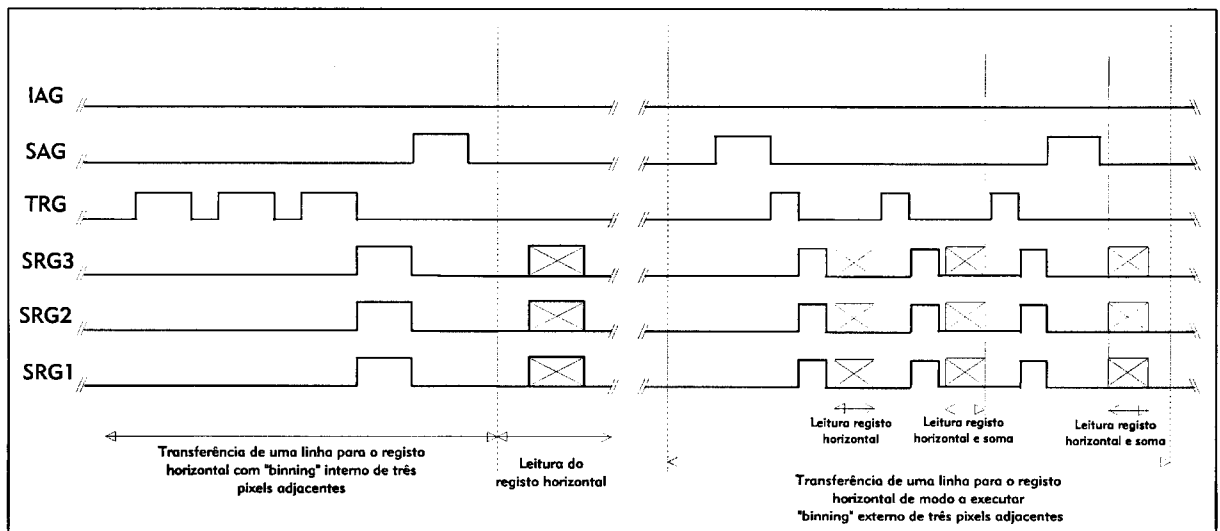 IAG
SAG
TRG
SRG3
SRG2
SRG1
Transferência de uma linha para o registo
horizontal com "binning" interno de três
pixels adjacentes
Leitura do
registo horizontal
Leitura registo
horizontal
Leitura registo
horizontal e soma
Leitura registo
horizontal e soma
Transferência de uma linha para o registo
horizontal de modo a executar
"binning" externo de três pixels adjacentes